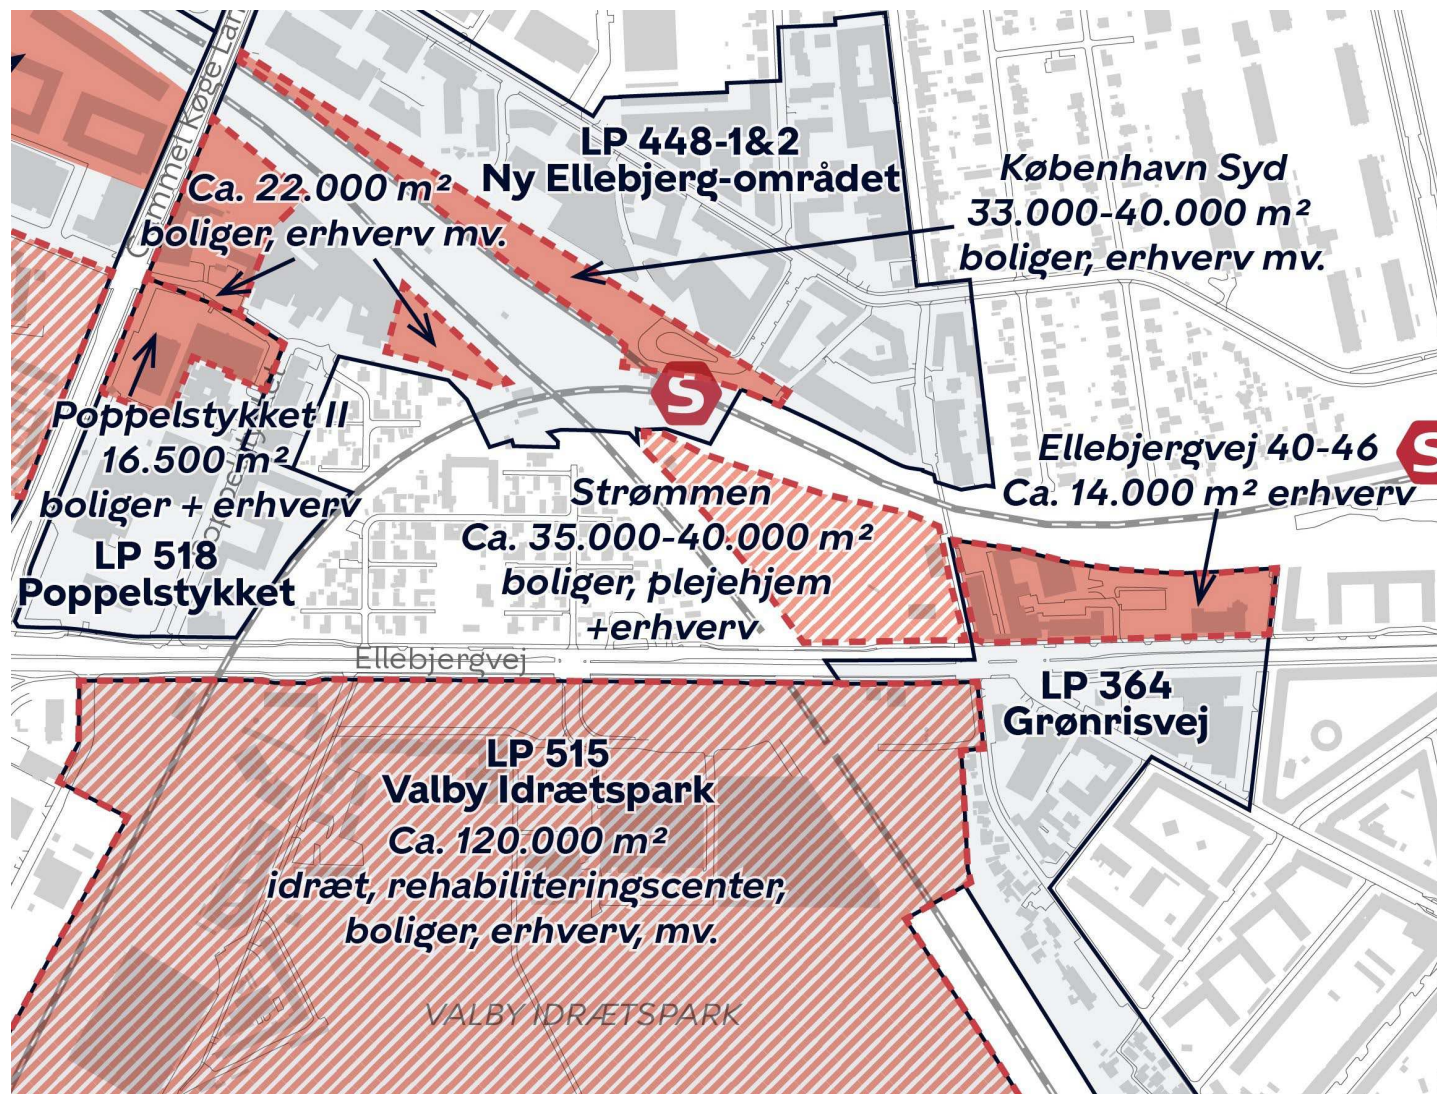 Gammel Køge Lan
LP 448-1&2
Ny Ellebjerg-området
København Syd
33.000-40.000 m²
boliger, erhverv mv.
Ca. 22.000 m²
boliger, erhverv mv.
S
Poppelstykket II
16.500 m²
boliger + erhverv
LP 518
Poppelstykket
Ellebjergvej 40-46
Ca. 14.000 m² erhverv
S
Strømmen
Ca. 35.000-40.000 m²
boliger, plejehjem
+erhverv
Ellebjergvej
LP 364
Grønrisvej
LP 515
Valby Idrætspark
Ca. 120.000 m²
idræt, rehabiliteringscenter,
boliger, erhverv, mv.
VALBY IDRÆTSPARK